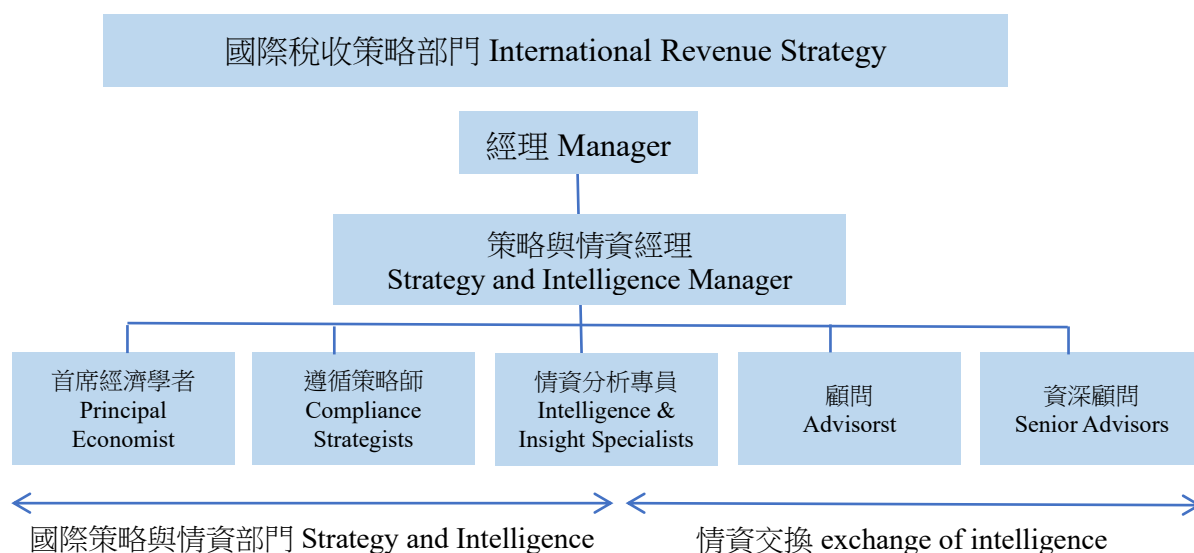 國際稅收策略部門 International Revenue Strategy
經理 Manager
策略與情資經理
Strategy and Intelligence Manager
首席經濟學者
Principal
Economist
遵循策略師
Compliance
Strategists
情資分析專員
Intelligence &
Insight Specialists
顧問
Advisorst
資深顧問
Senior Advisors
國際策略與情資部門 Strategy and Intelligence
情資交換 exchange of intelligence